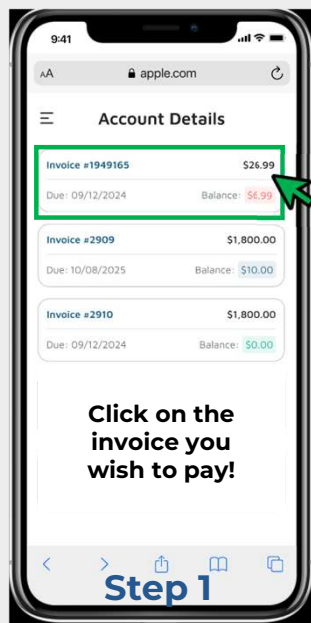 9:41
AA apple.com
Account Details
Invoice #1949165 $26.99
Due: 09/12/2024 Balance: $6.99
Invoice #2909 $1,800.00
Due: 10/08/2025 Balance: $10.00
Invoice #2910 $1,800.00
Due: 09/12/2024 Balance: $0.00
Click on the
invoice you
wish to pay!
Step 1